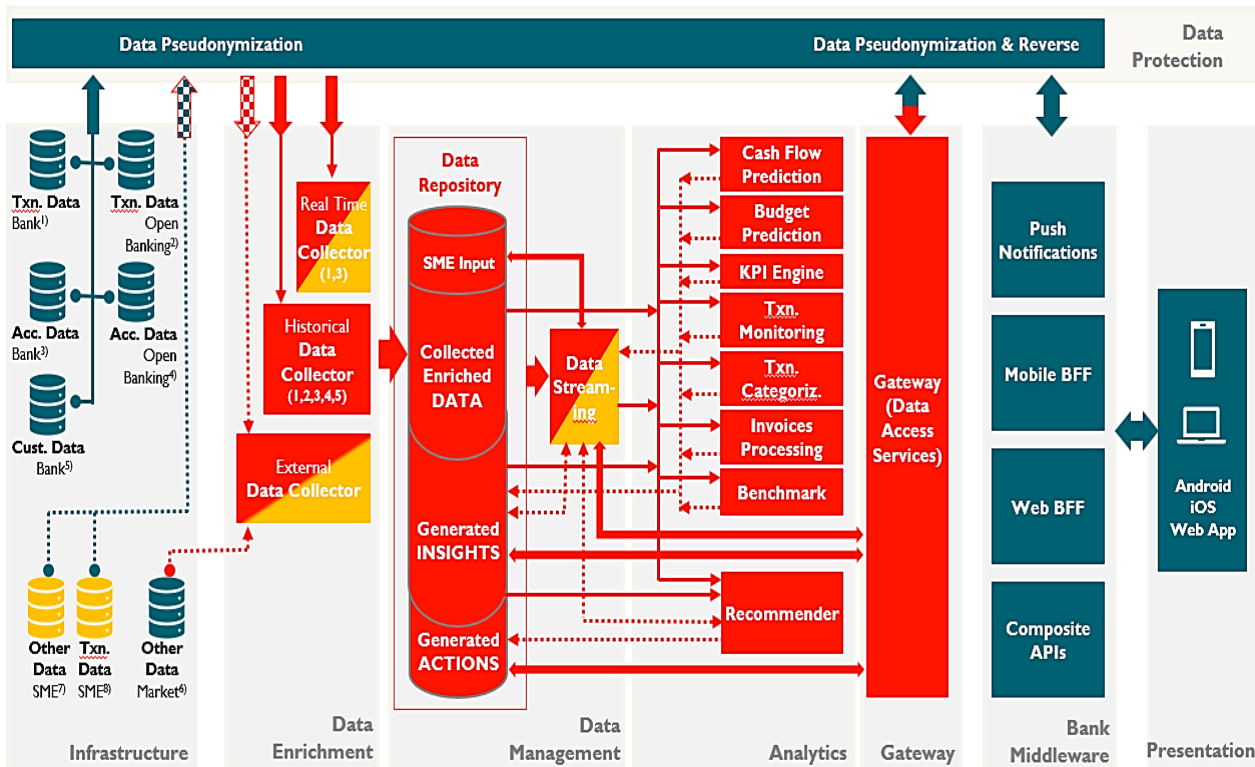 Data Pseudonymization
Data Pseudonymization & Reverse
Data
Protection
Txn. Data
Bank1)
Txn. Data
Open
Banking2)
Acc. Data
Bank3)
Acc. Data
Open
Banking4)
Cust. Data
Bank5)
Other
Data
SME7)
Txn.
Data
SME8)
Other
Data
Market6)
Infrastructure
Real Time
Data
Collector
(1,3)
Historical
Data
Collector
(1,2,3,4,5)
External
Data Collector
Data
Enrichment
Data
Repository
SME Input
Collected
Enriched
DATA
Generated
INSIGHTS
Generated
ACTIONS
Data
Stream-
ing
Data
Management
Cash Flow
Prediction
Budget
Prediction
KPI Engine
Txn.
Monitoring
Txn.
Categoriz.
Invoices
Processing
Benchmark
Recommender
Analytics
Gateway
(Data
Access
Services)
Gateway
Push
Notifications
Mobile BFF
Web BFF
Composite
APIs
Bank
Middleware
Android
iOS
Web App
Presentation